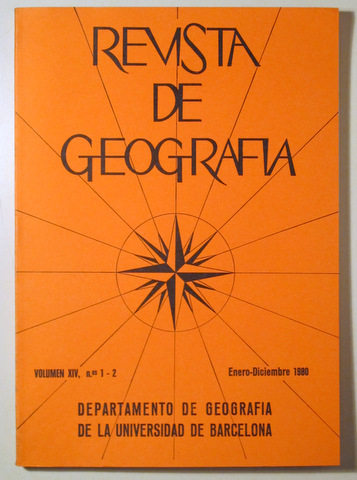 REVISTA
DE
GEOGRAFIA
VOLUMEN XIV, n.os 1 - 2
Enero-Diciembre 1980
DEPARTAMENTO DE GEOGRAFIA
DE LA UNIVERSIDAD DE BARCELONA